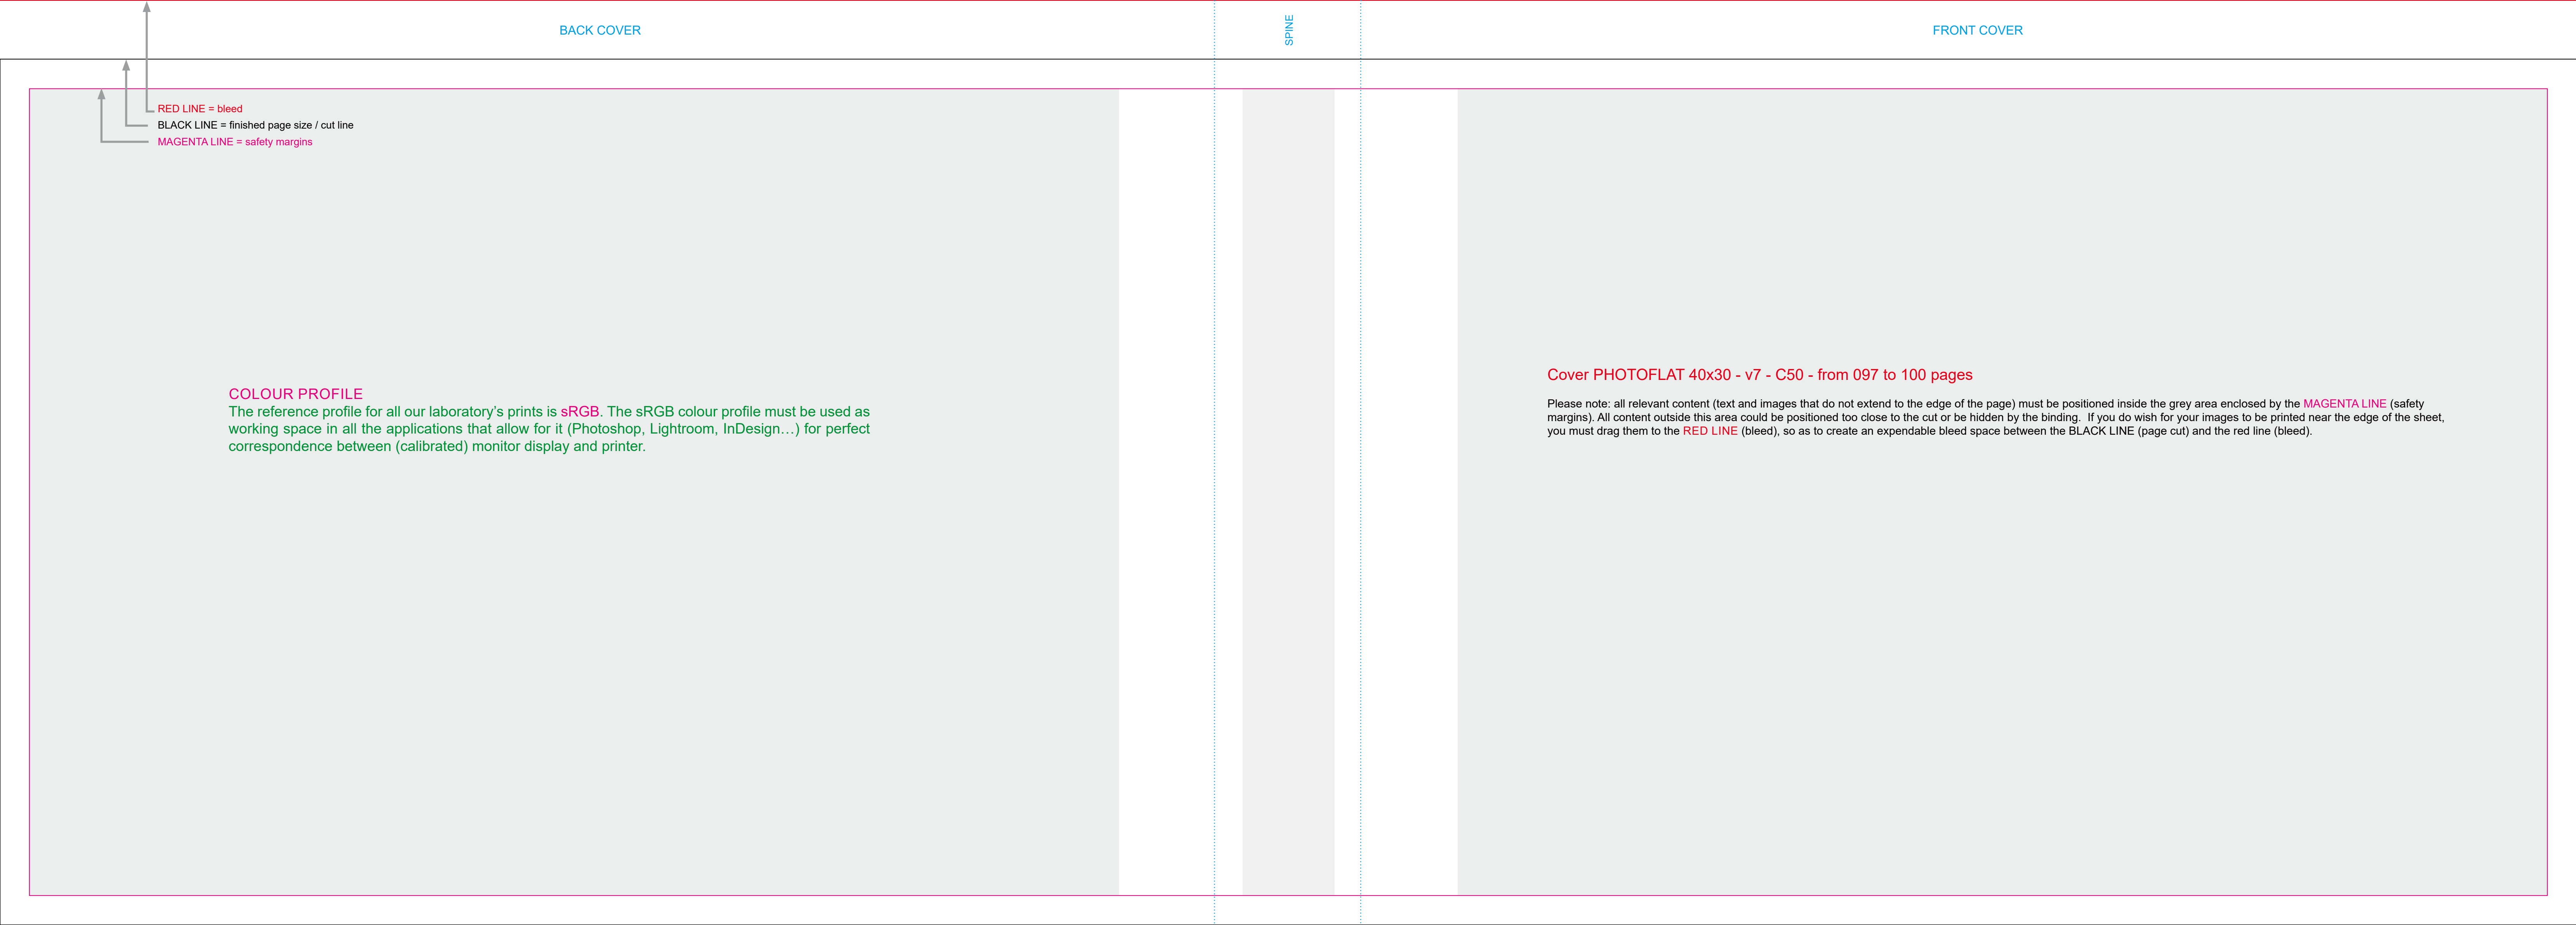 BACK COVER
SPINE
FRONT COVER
RED LINE = bleed
BLACK LINE = finished page size / cut line
MAGENTA LINE = safety margins
COLOUR PROFILE
The reference profile for all our laboratory's prints is sRGB. The sRGB colour profile must be used as
working space in all the applications that allow for it (Photoshop, Lightroom, InDesign…) for perfect
correspondence between (calibrated) monitor display and printer.
Cover PHOTOFLAT 40x30 - v7 - C50 - from 097 to 100 pages
Please note: all relevant content (text and images that do not extend to the edge of the page) must be positioned inside the grey area enclosed by the MAGENTA LINE (safety
margins). All content outside this area could be positioned too close to the cut or be hidden by the binding.  If you do wish for your images to be printed near the edge of the sheet,
you must drag them to the RED LINE (bleed), so as to create an expendable bleed space between the BLACK LINE (page cut) and the red line (bleed).